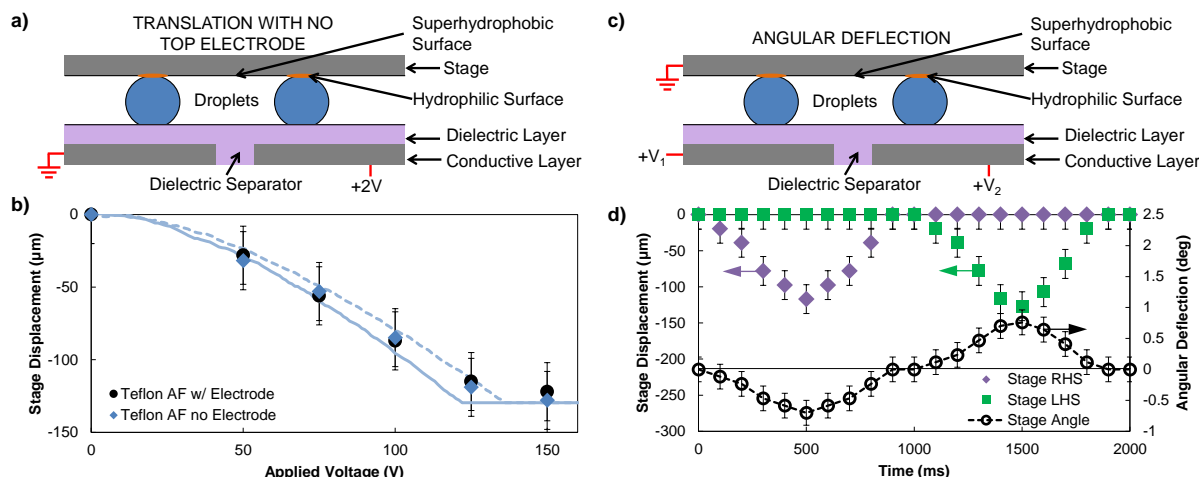 a)
TRANSLATION WITH NO
TOP ELECTRODE
Superhydrophobic
Surface
Stage
Droplets
Hydrophilic Surface
Dielectric Layer
Conductive Layer
Dielectric Separator
+2V
b)
Stage Displacement (µm)
0
-50
-100
-150
Teflon AF w/ Electrode
Teflon AF no Electrode
0
50
100
150
Applied Voltage (V)
c)
ANGULAR DEFLECTION
Superhydrophobic
Surface
Stage
Droplets
Hydrophilic Surface
Dielectric Layer
Conductive Layer
+V₁
Dielectric Separator
+V₂
d)
Stage Displacement (µm)
0
-50
-100
-150
-200
-250
-300
2.5
2
1.5
1
0.5
0
-0.5
-1
Angular Deflection (deg)
Stage RHS
Stage LHS
Stage Angle
0
500
1000
1500
2000
Time (ms)